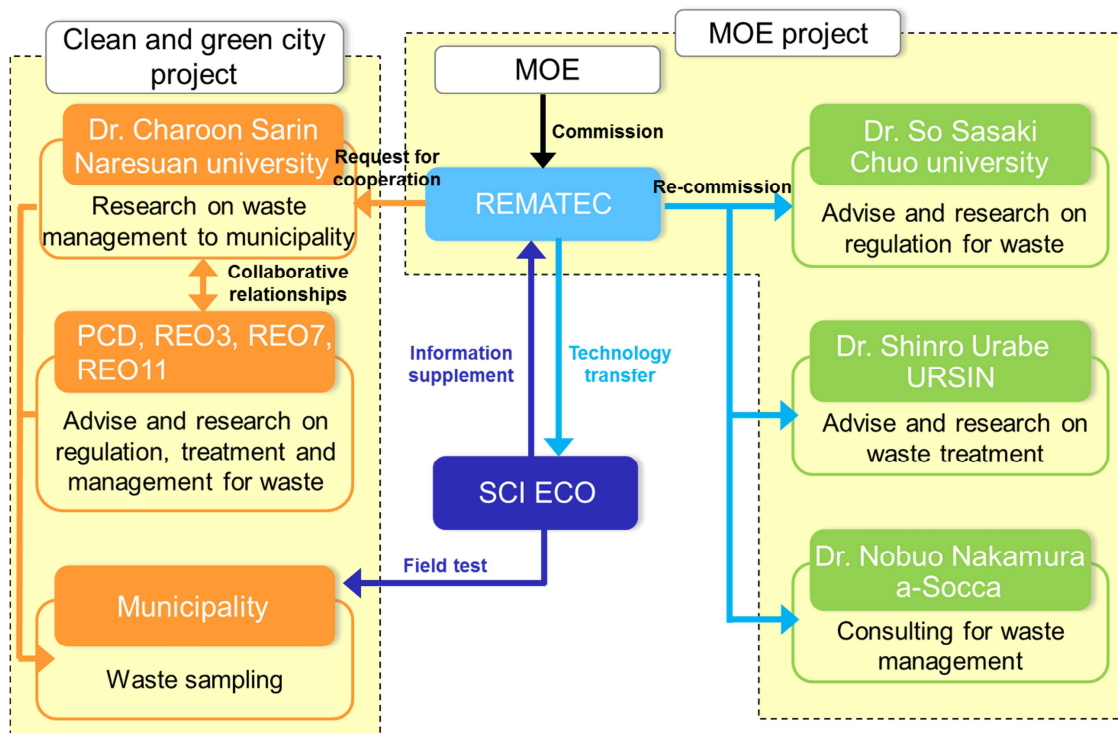 Clean and green city
project
MOE project
MOE
Commission
Dr. Charoon Sarin
Naresuan university
Research on waste
management to municipality
Request for
cooperation
REMATEC
Re-commission
Dr. So Sasaki
Chuo university
Advise and research on
regulation for waste
Collaborative
relationships
PCD, REO3, REO7,
REO11
Advise and research on
regulation, treatment and
management for waste
Information
supplement
Technology
transfer
Dr. Shinro Urabe
URSIN
Advise and research on
waste treatment
SCI ECO
Field test
Municipality
Waste sampling
Dr. Nobuo Nakamura
a-Socca
Consulting for waste
management